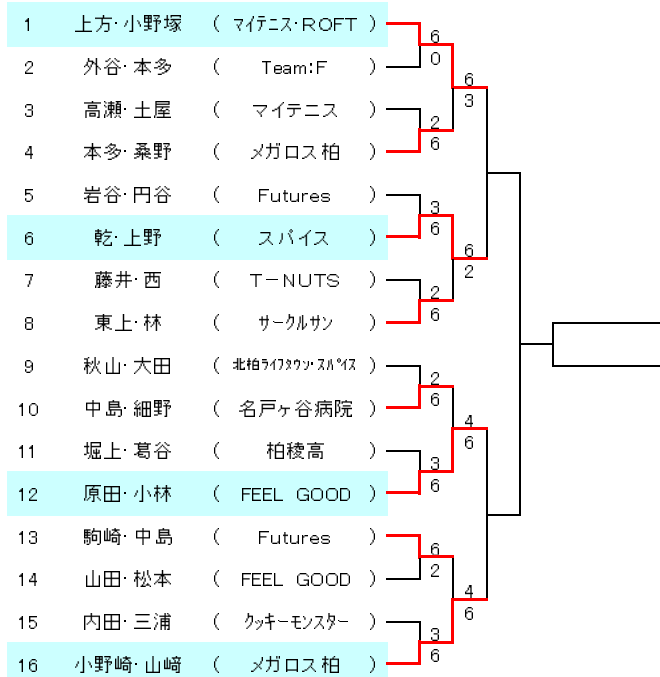 1 上方・小野塚 ( マイテニス・ROFT )
6
0
2 外谷・本多 ( Team:F )
6
3
3 高瀬・土屋 ( マイテニス )
2
6
4 本多・桑野 ( メガロス柏 )
5 岩谷・円谷 ( Futures )
3
6
6 乾・上野 ( スパイス )
6
2
7 藤井・西 ( T－NUTS )
2
6
8 東上・林 ( サークルサン )
9 秋山・大田 ( 北柏ライフタウン・スパイス )
2
6
10 中島・細野 ( 名戸ヶ谷病院 )
4
6
11 堀上・葛谷 ( 柏稜高 )
3
6
12 原田・小林 ( FEEL GOOD )
13 駒崎・中島 ( Futures )
6
2
14 山田・松本 ( FEEL GOOD )
4
6
15 内田・三浦 ( クッキーモンスター )
3
6
16 小野崎・山﨑 ( メガロス柏 )